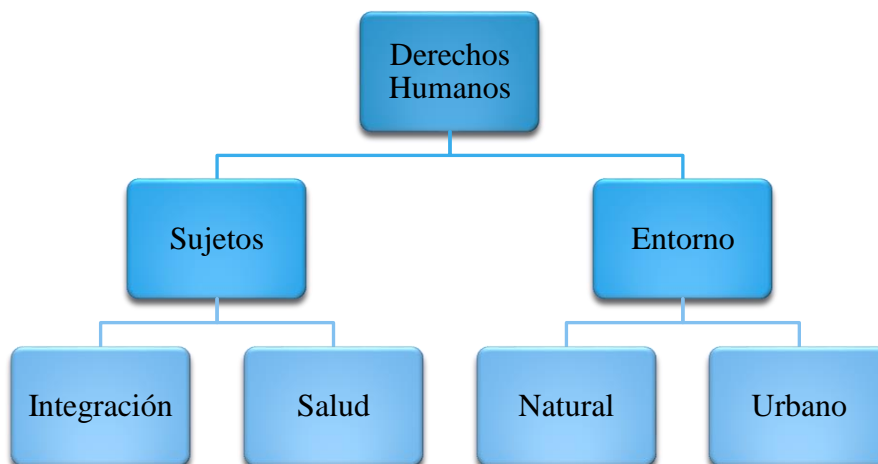 Derechos
Humanos
Sujetos
Entorno
Integración
Salud
Natural
Urbano